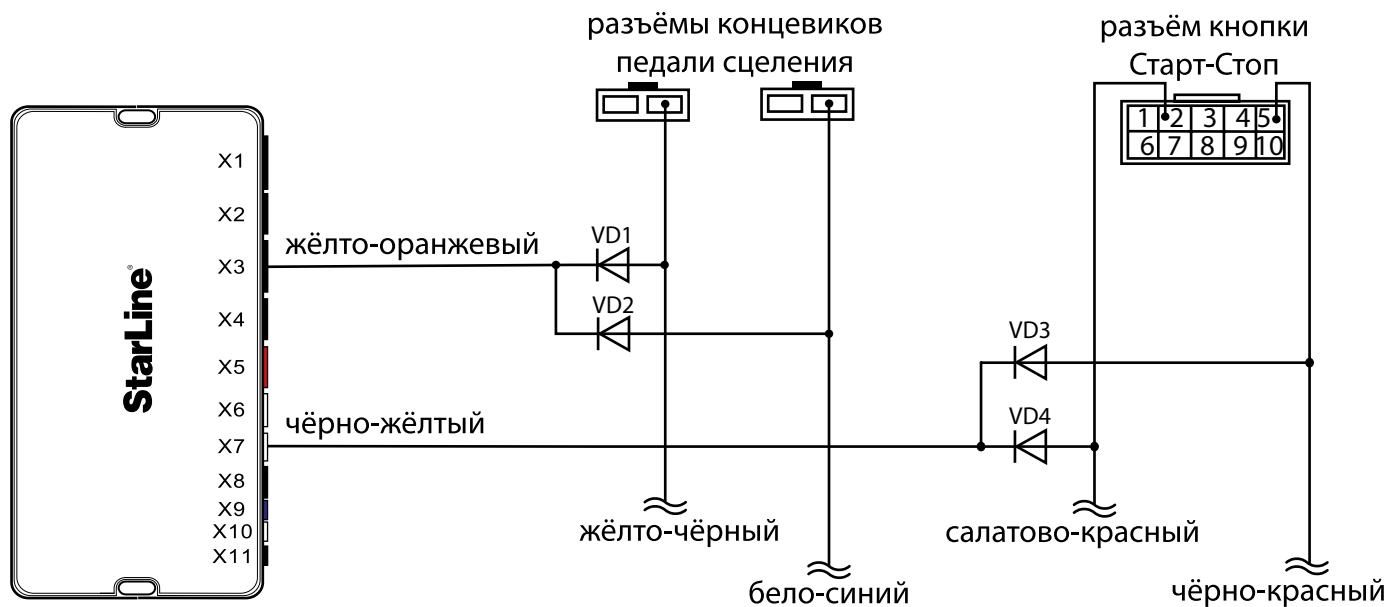 разъёмы концевиков
педали сцеления
разъём кнопки
Старт-Стоп
1 2 3 4 5
6 7 8 9 10
X1
X2
X3
X4
X5
X6
X7
X8
X9
X10
X11
StarLine®
жёлто-оранжевый
VD1
VD2
VD3
VD4
чёрно-жёлтый
жёлто-чёрный
салатово-красный
бело-синий
чёрно-красный